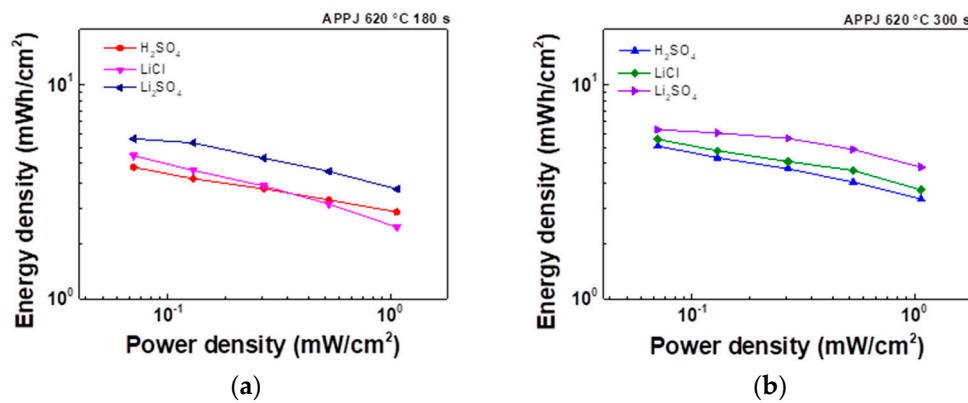 APPJ 620 °C 180 s
H₂SO₄
LiCl
Li₂SO₄
10¹
10⁰
10⁻¹
10⁰
Energy density (mWh/cm²)
Power density (mW/cm²)
(a)
APPJ 620 °C 300 s
H₂SO₄
LiCl
Li₂SO₄
10¹
10⁰
10⁻¹
10⁰
Energy density (mWh/cm²)
Power density (mW/cm²)
(b)